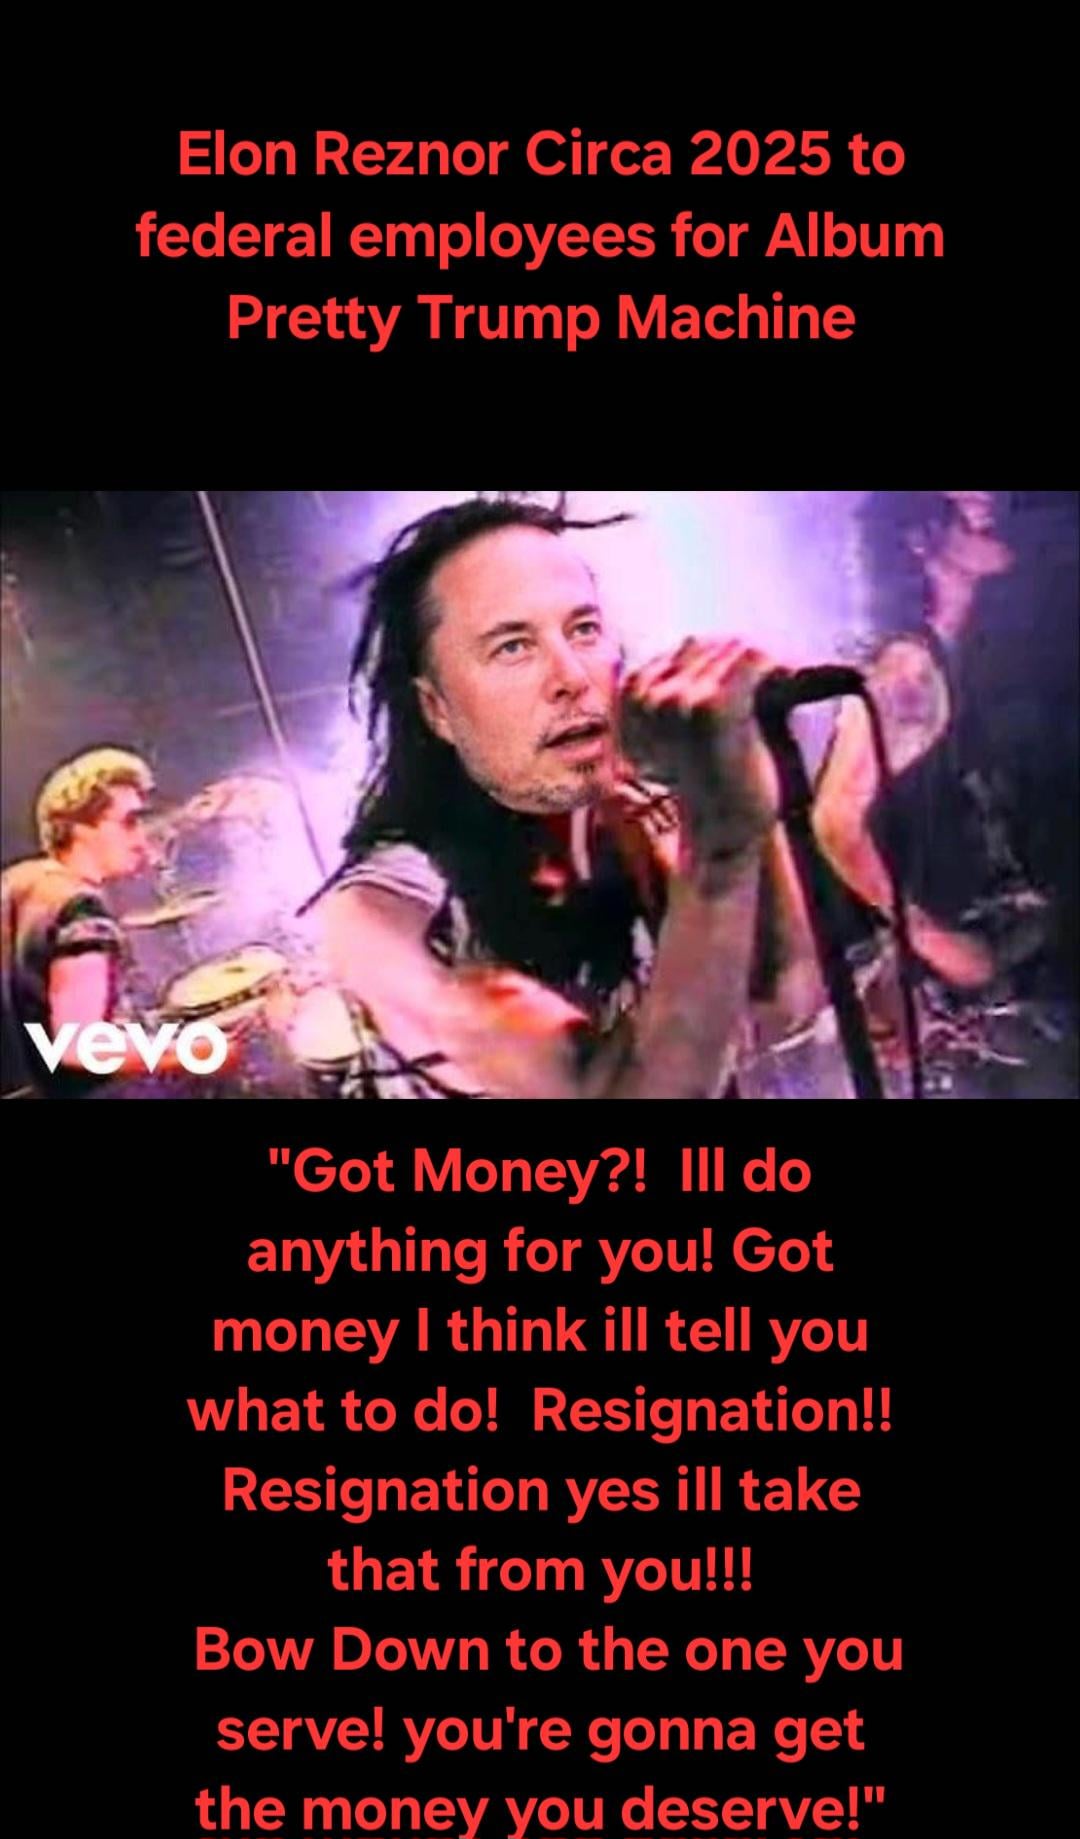 Elon Reznor Circa 2025 to
federal employees for Album
Pretty Trump Machine
vevo
"Got Money?!  Ill do
anything for you! Got
money I think ill tell you
what to do!  Resignation!!
Resignation yes ill take
that from you!!!
Bow Down to the one you
serve! you're gonna get
the money you deserve!"